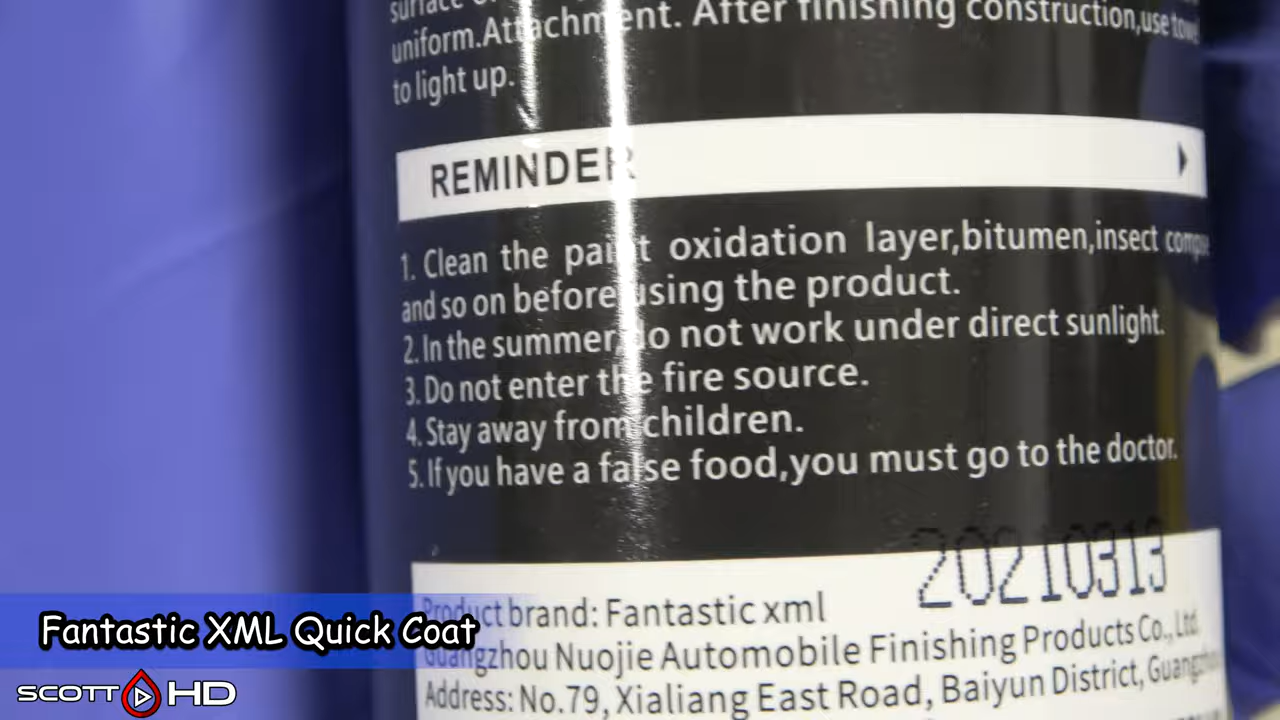 surface
uniform.Attachment. After finishing construction,use towel
to light up.
REMINDER
1. Clean the paint oxidation layer,bitumen,insect
and so on before using the product.
2. In the summer,do not work under direct sunlight.
3. Do not enter the fire source.
4. Stay away from children.
5. If you have a false food,you must go to the doctor.
20210313
Product brand: Fantastic xml
Guangzhou Nuojie Automobile Finishing Products Co., Ltd.
Address: No.79, Xialiang East Road, Baiyun District,
Fantastic XML Quick Coat
SCOTT HD